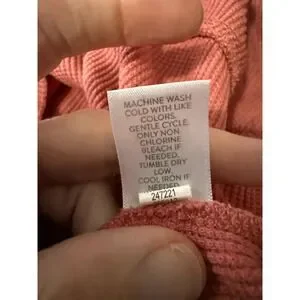 MACHINE WASH
COLD WITH LIKE
COLORS.
GENTLE CYCLE.
ONLY NON
CHLORINE
BLEACH IF
NEEDED.
TUMBLE DRY
LOW.
COOL IRON IF
NEEDED.
247221